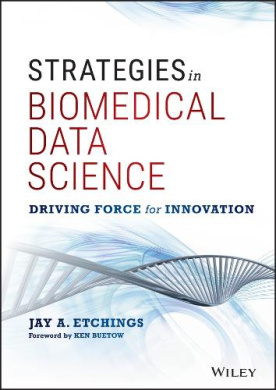 STRATEGIES in
BIOMEDICAL
DATA
SCIENCE
DRIVING FORCE for INNOVATION
JAY A. ETCHINGS
Foreword by KEN BUETOW
WILEY